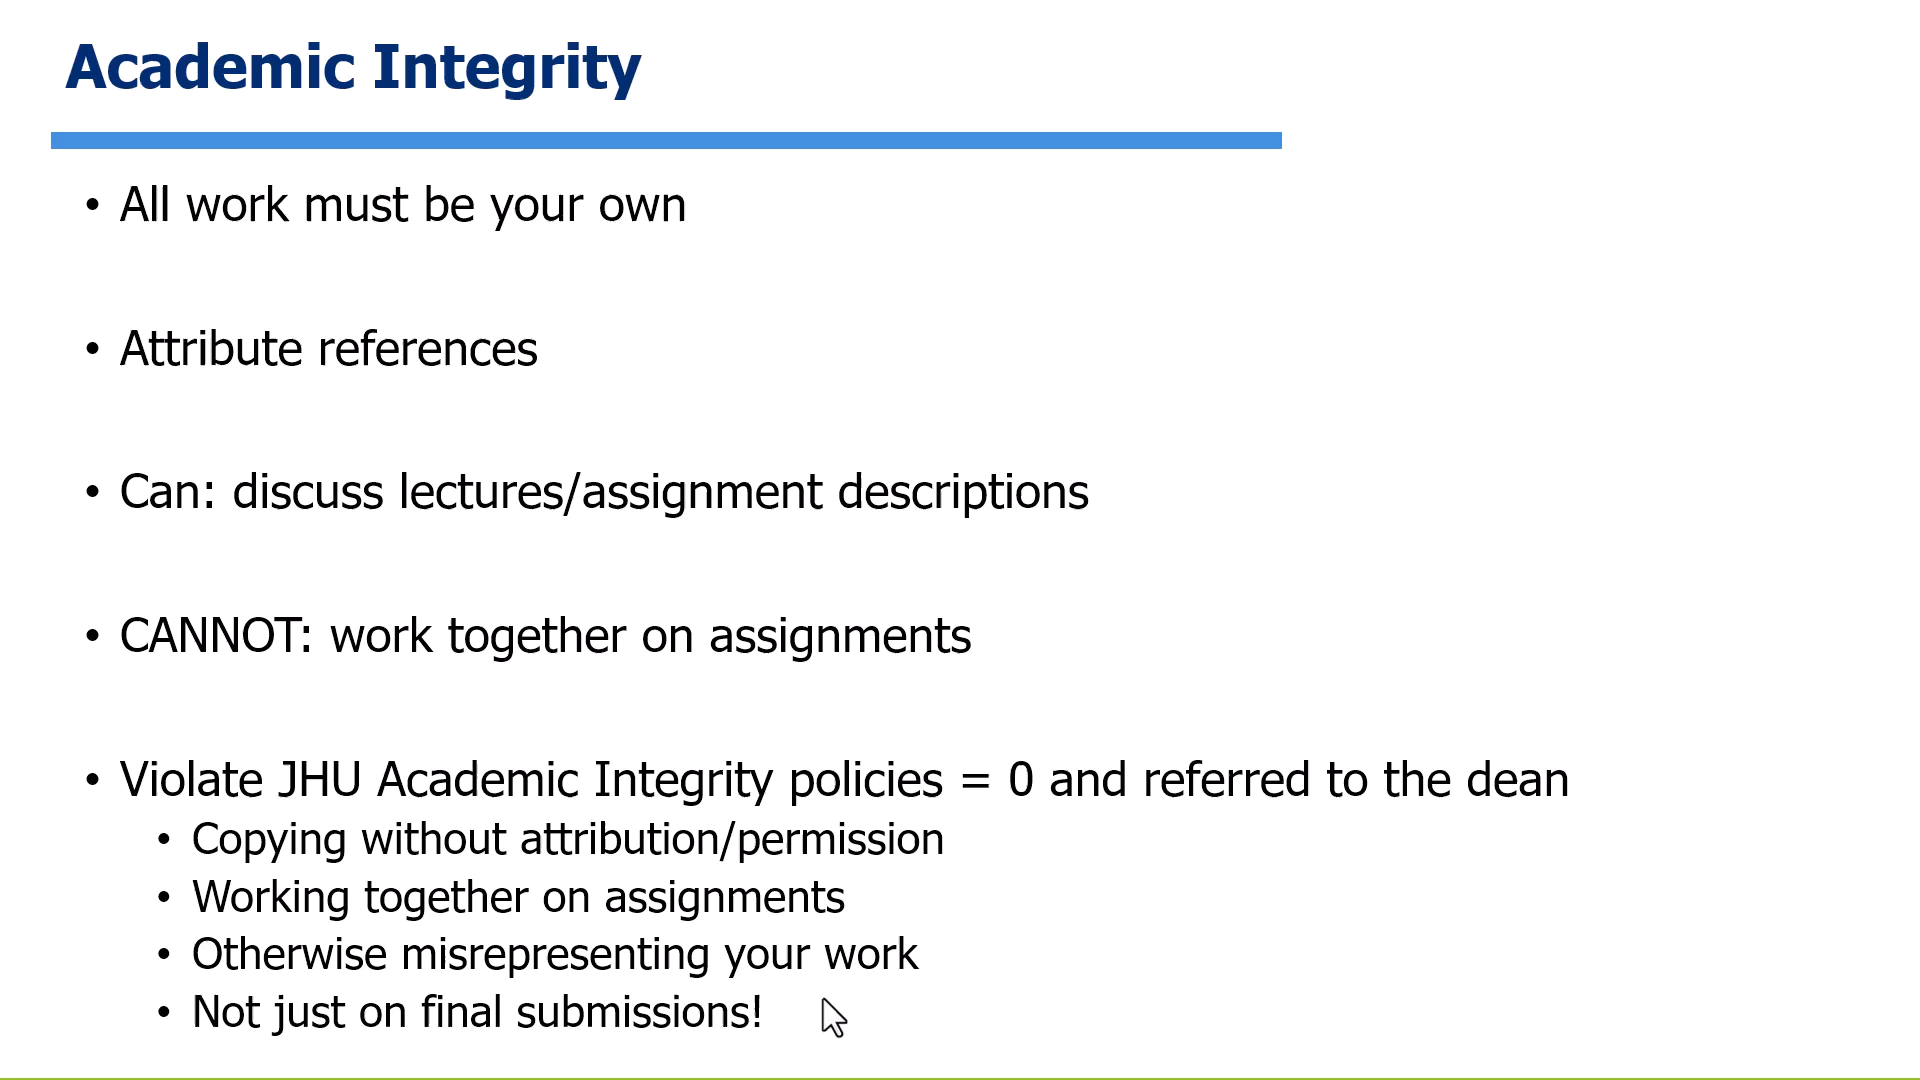 Academic Integrity
• All work must be your own
• Attribute references
• Can: discuss lectures/assignment descriptions
• CANNOT: work together on assignments
• Violate JHU Academic Integrity policies = 0 and referred to the dean
• Copying without attribution/permission
• Working together on assignments
• Otherwise misrepresenting your work
• Not just on final submissions!